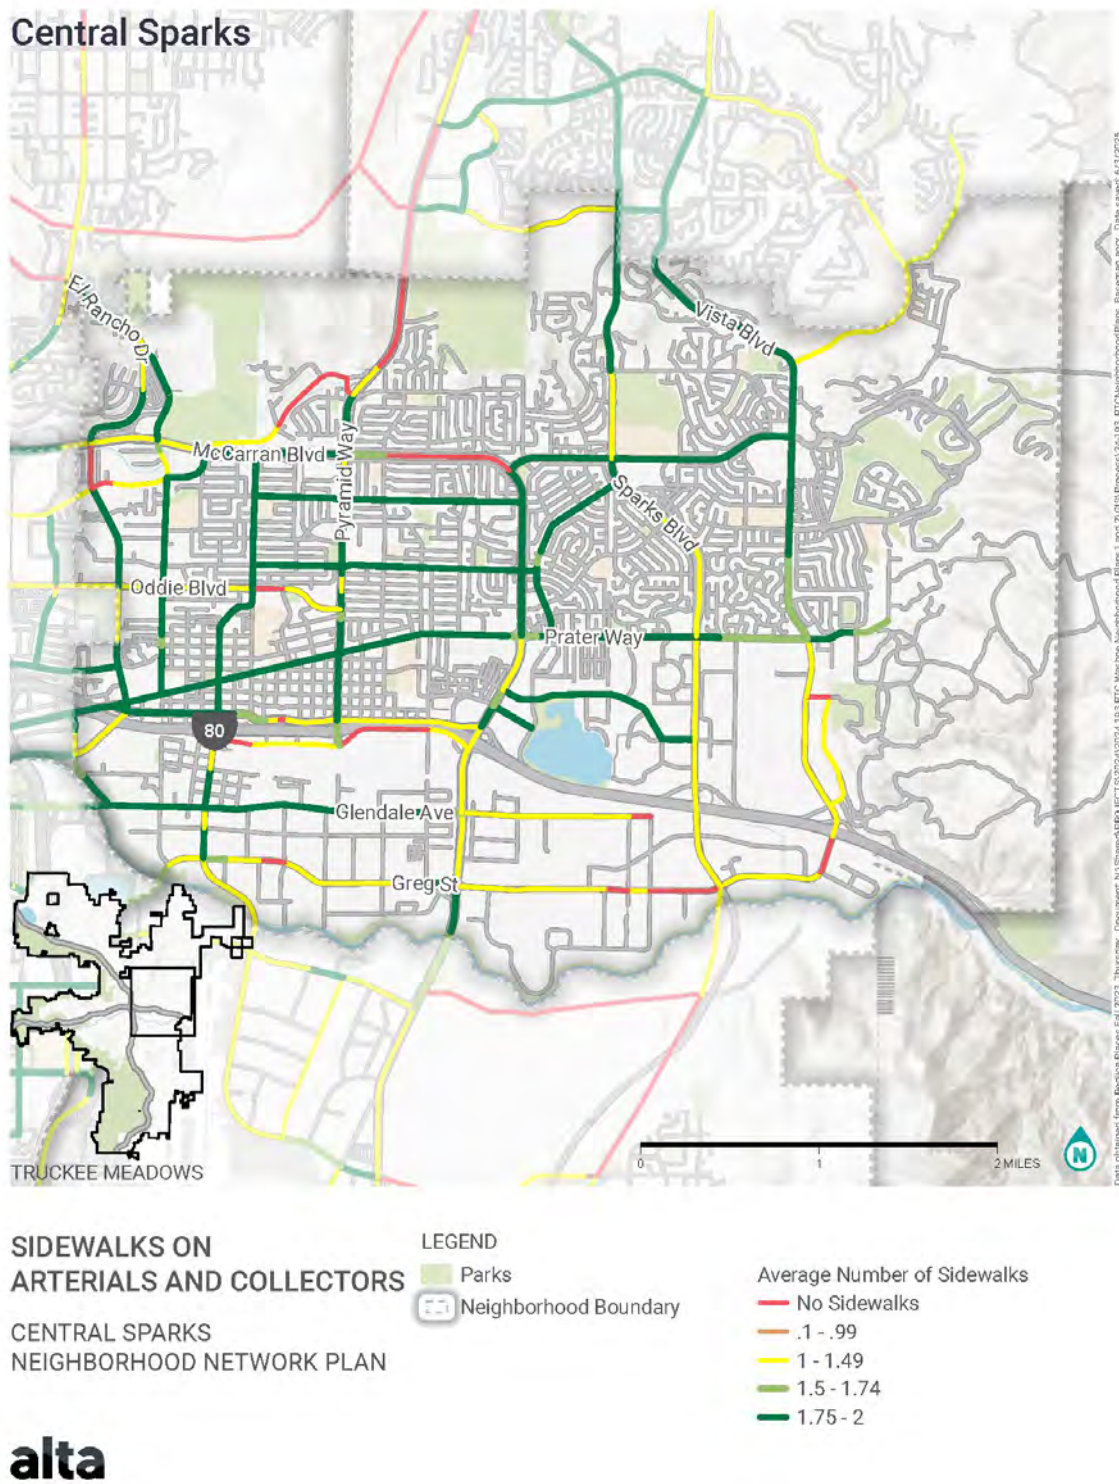 Central Sparks
El Rancho Dr
Vista Blvd
McCarran Blvd
Pyramid Way
Sparks Blvd
Oddie Blvd
Prater Way
80
Glendale Ave
Greg St
TRUCKEE MEADOWS
0 1 2 MILES
N
SIDEWALKS ON
ARTERIALS AND COLLECTORS
CENTRAL SPARKS
NEIGHBORHOOD NETWORK PLAN
LEGEND
Parks
Neighborhood Boundary
Average Number of Sidewalks
No Sidewalks
.1 - .99
1 - 1.49
1.5 - 1.74
1.75 - 2
alta